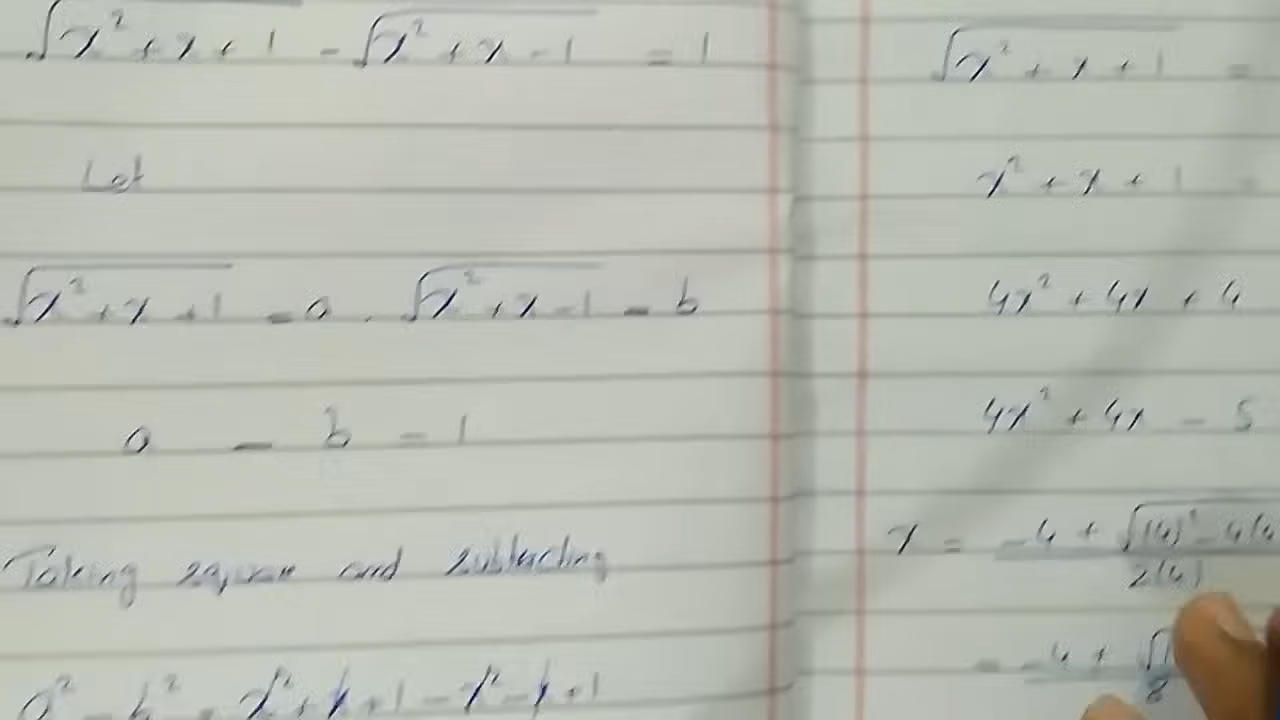 √(x² + x + 1) - √(x² + x - 1) = 1
Let
√(x² + x + 1) = a , √(x² + x - 1) = b
a - b = 1
Taking square and subtracting
a² - b² = x² + x + 1 - x² - x + 1
√(x² + x + 1) =
x² + x + 1 =
4x² + 4x + 4
4x² + 4x - 5
x = -4 + √(4)² - 4(4 / 2(4)
= -4 + √ / 8